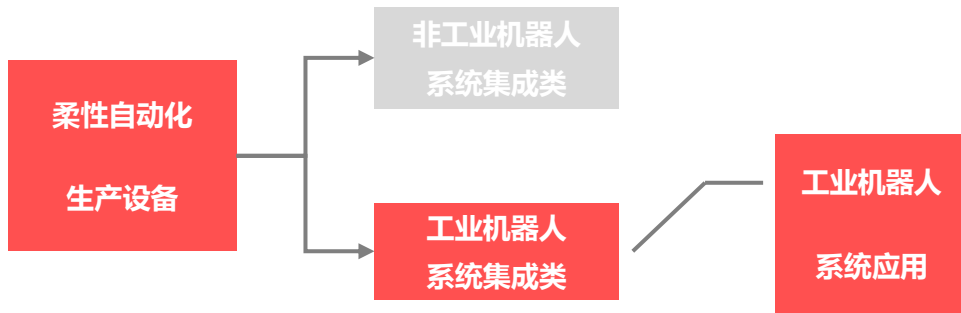 柔性自动化
生产设备
非工业机器人
系统集成类
工业机器人
系统集成类
工业机器人
系统应用